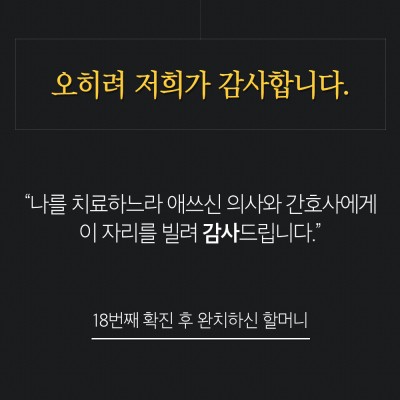 오히려 저희가 감사합니다.
“나를 치료하느라 애쓰신 의사와 간호사에게
이 자리를 빌려 감사드립니다.”
18번째 확진 후 완치하신 할머니